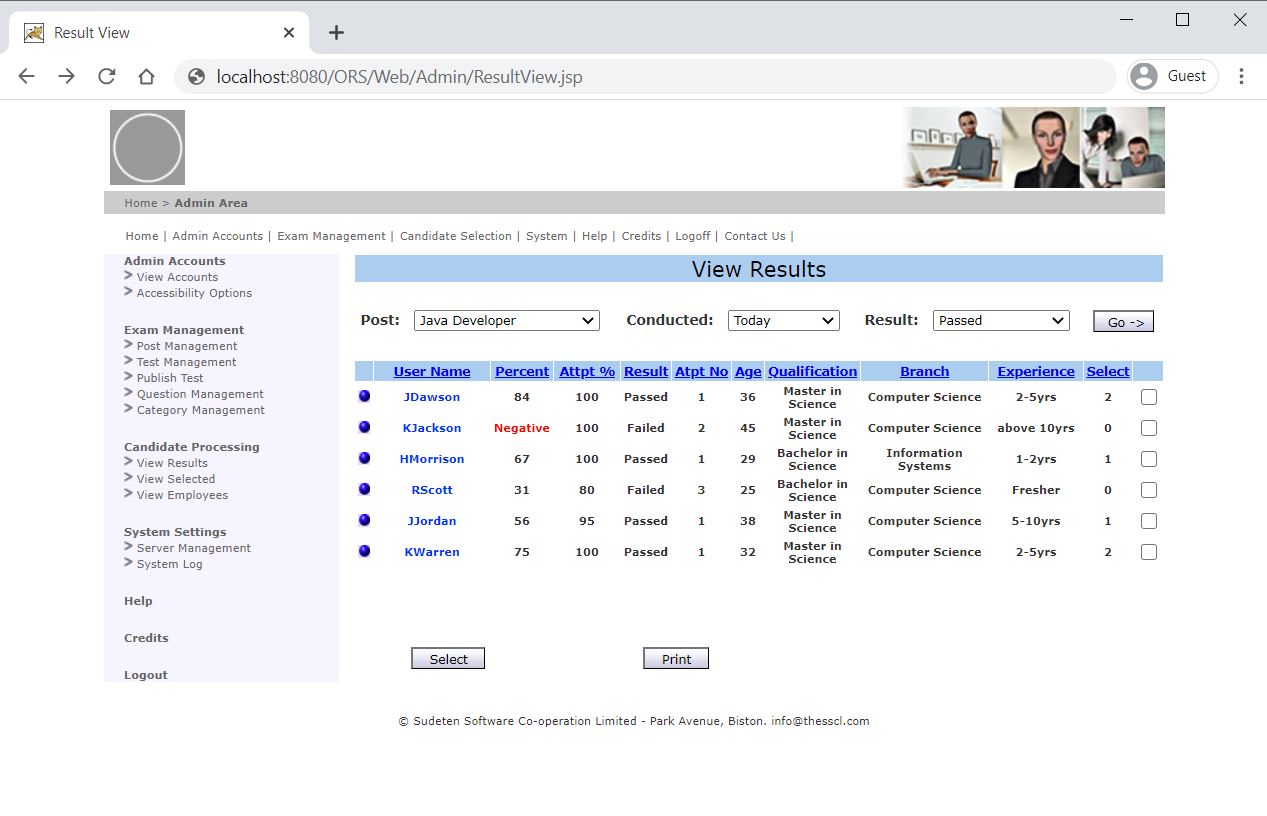 Result View
localhost:8080/ORS/Web/Admin/ResultView.jsp
Guest
Home > Admin Area
Home | Admin Accounts | Exam Management | Candidate Selection | System | Help | Credits | Logoff | Contact Us |
Admin Accounts
> View Accounts
> Accessibility Options
Exam Management
> Post Management
> Test Management
> Publish Test
> Question Management
> Category Management
Candidate Processing
> View Results
> View Selected
> View Employees
System Settings
> Server Management
> System Log
Help
Credits
Logout
View Results
Post: Java Developer Conducted: Today Result: Passed Go ->
User Name Percent Attpt % Result Atpt No Age Qualification Branch Experience Select
JDawson 84 100 Passed 1 36 Master in Science Computer Science 2-5yrs 2
KJackson Negative 100 Failed 2 45 Master in Science Computer Science above 10yrs 0
HMorrison 67 100 Passed 1 29 Bachelor in Science Information Systems 1-2yrs 1
RScott 31 80 Failed 3 25 Bachelor in Science Computer Science Fresher 0
JJordan 56 95 Passed 1 38 Master in Science Computer Science 5-10yrs 1
KWarren 75 100 Passed 1 32 Master in Science Computer Science 2-5yrs 2
Select Print
© Sudeten Software Co-operation Limited - Park Avenue, Biston. info@thesscl.com